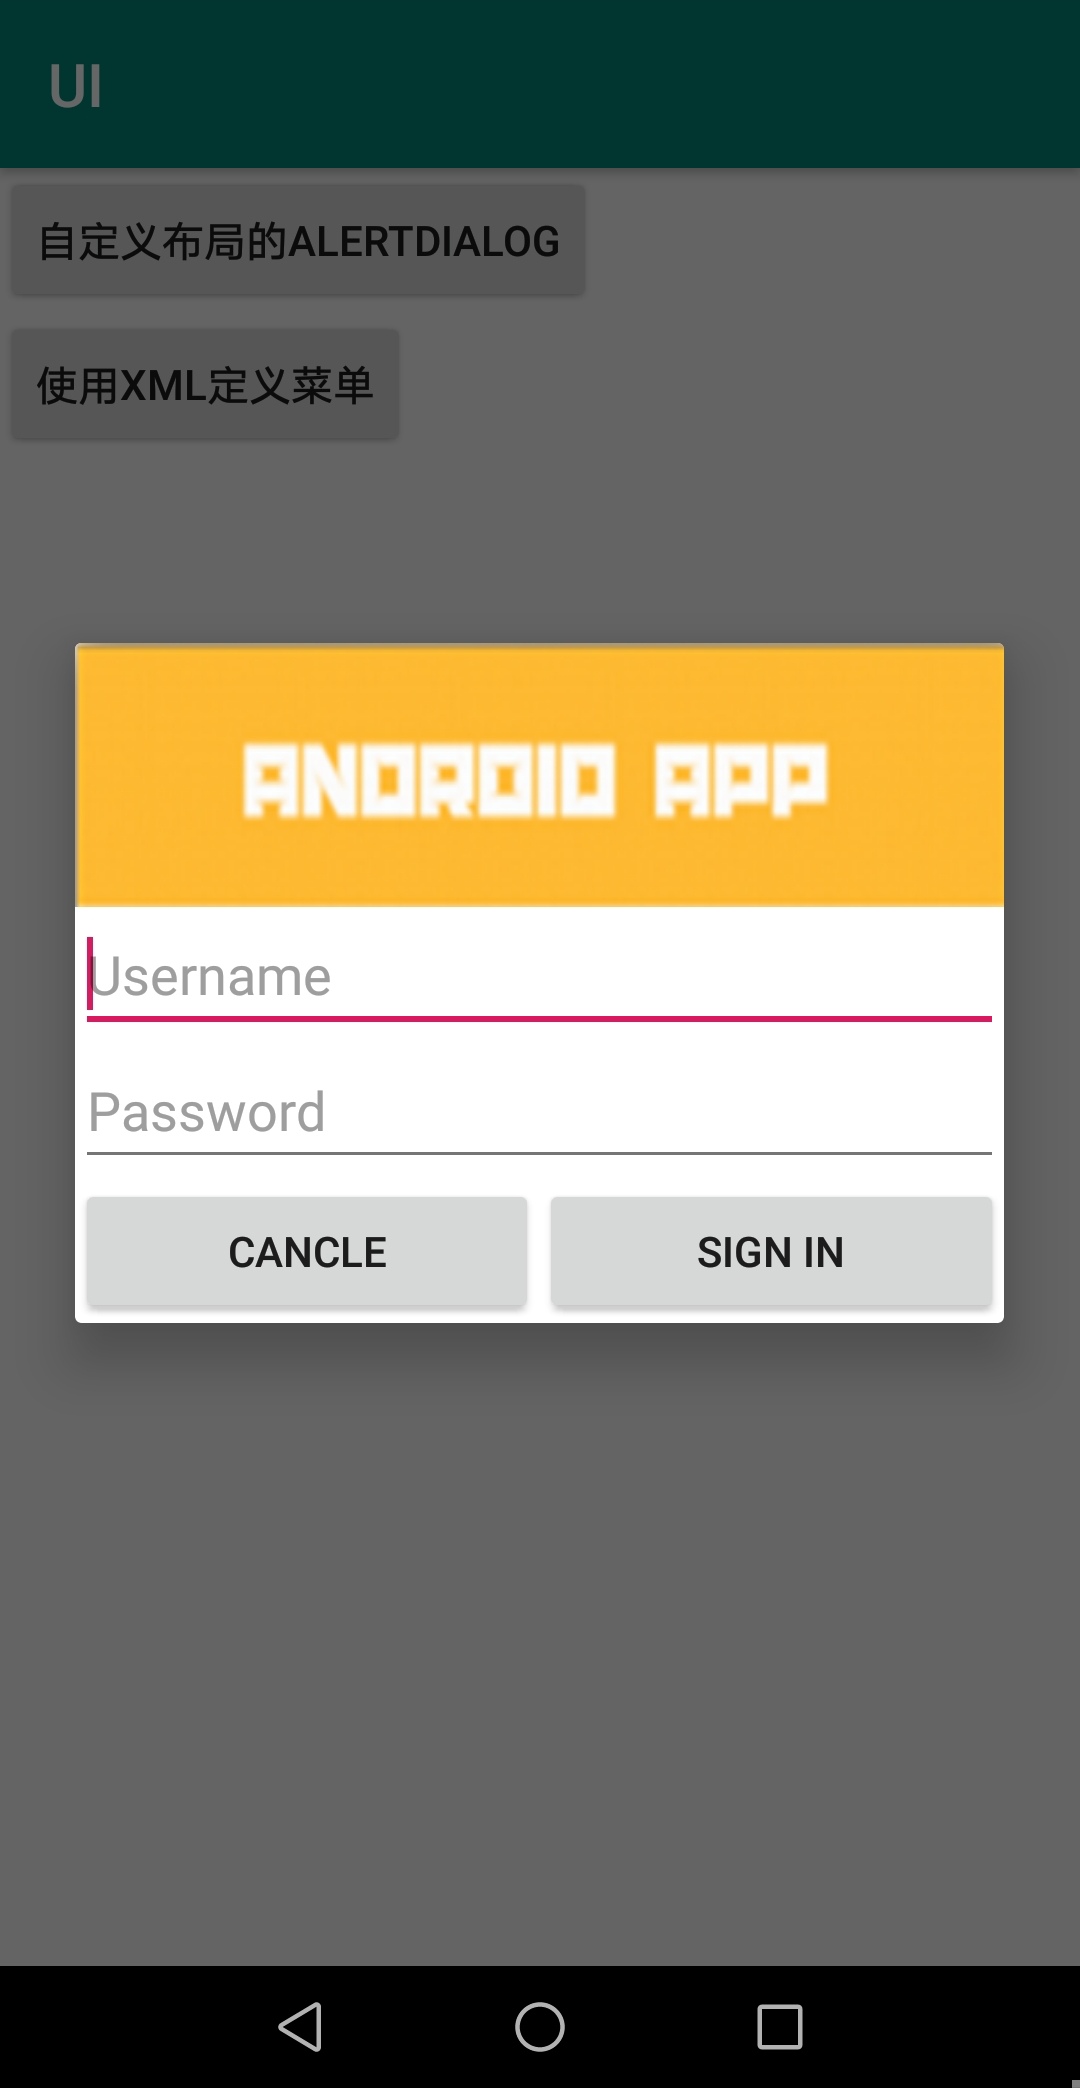 UI
自定义布局的ALERTDIALOG
使用XML定义菜单
ANDROID APP
Username
Password
CANCLE
SIGN IN